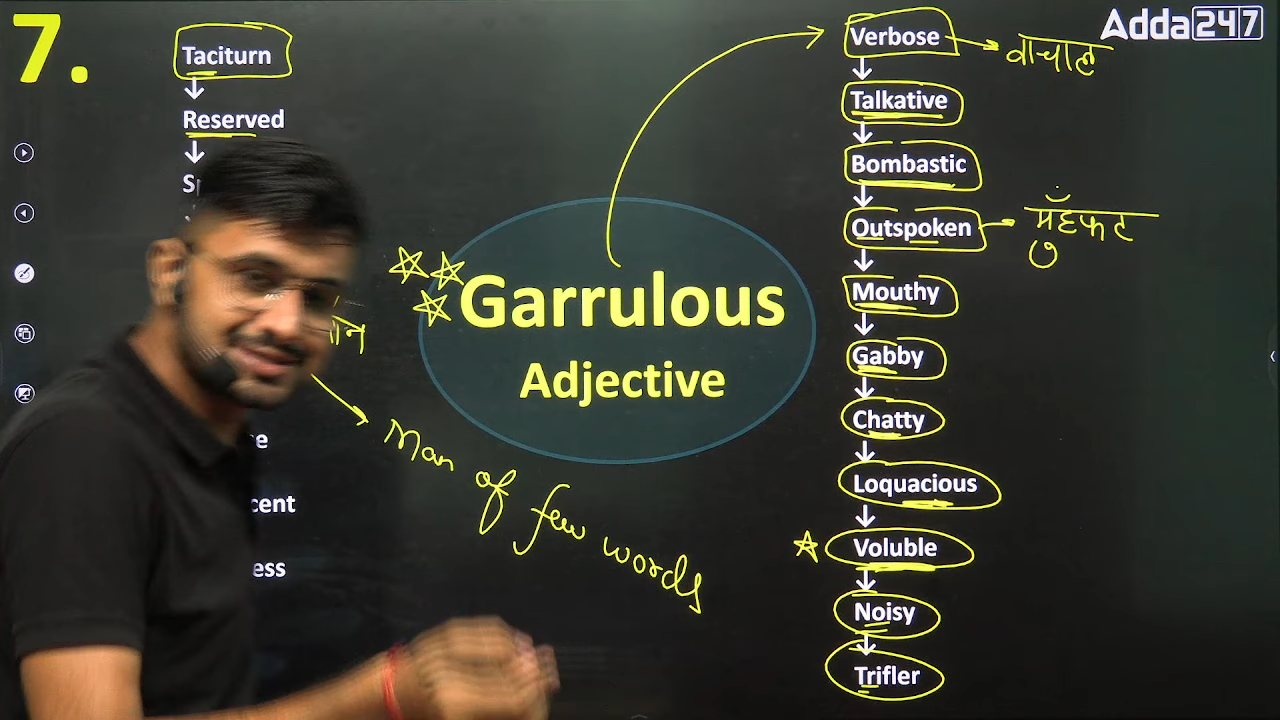 7.
Taciturn
Reserved
Man of few words
Garrulous
Adjective
Verbose
वाचाल
Talkative
Bombastic
Outspoken
मुँहफट
Mouthy
Gabby
Chatty
Loquacious
Voluble
Noisy
Trifler
Adda247